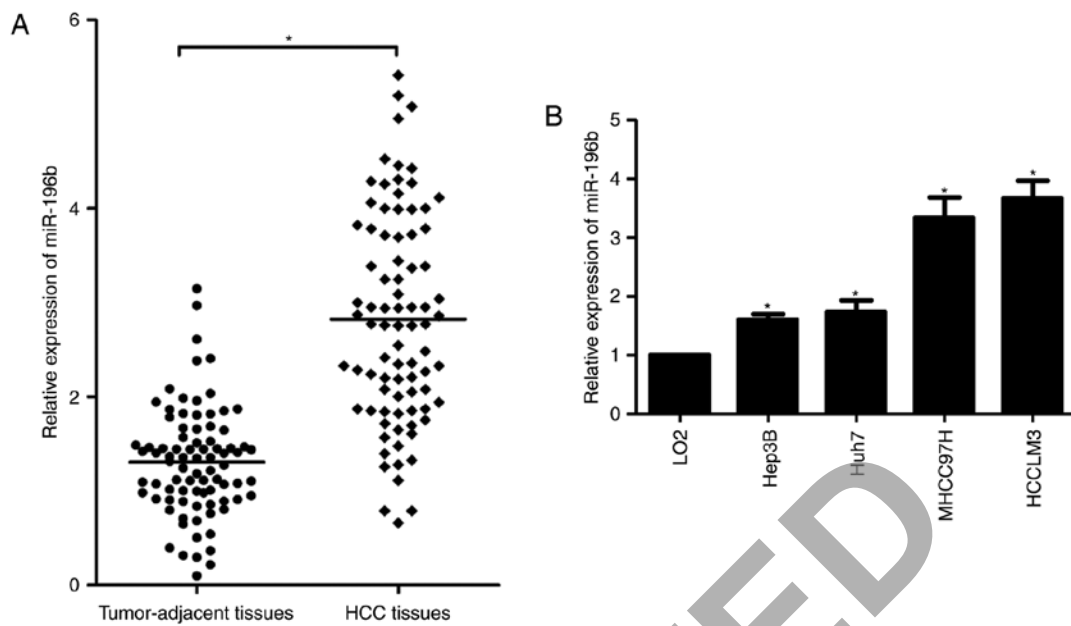 A
6
*
4
2
0
Relative expression of miR-196b
Tumor-adjacent tissues
HCC tissues
B
5
4
3
2
1
0
Relative expression of miR-196b
*
*
*
*
LO2
Hep3B
Huh7
MHCC97H
HCCLM3
ED